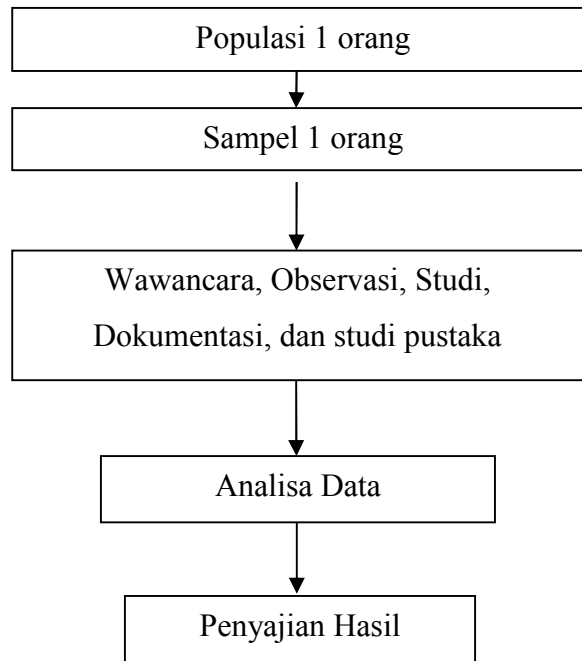 Populasi 1 orang
Sampel 1 orang
Wawancara, Observasi, Studi,
Dokumentasi, dan studi pustaka
Analisa Data
Penyajian Hasil